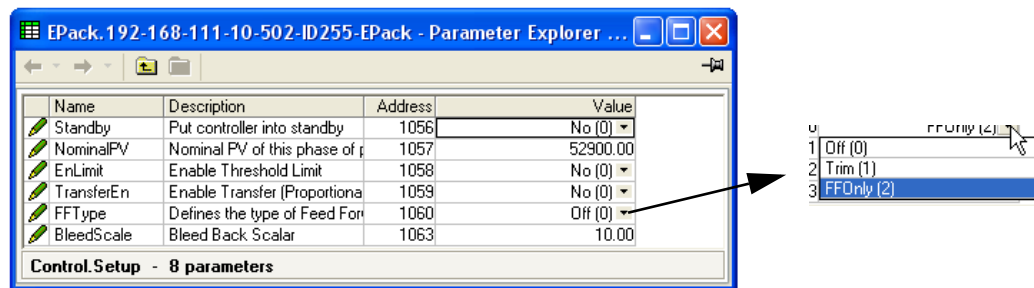 EPack.192-168-111-10-502-ID255-EPack - Parameter Explorer ...
Name Description Address Value
Standby Put controller into standby 1056 No (0)
NominalPV Nominal PV of this phase of p 1057 52900.00
EnLimit Enable Threshold Limit 1058 No (0)
TransferEn Enable Transfer (Proportiona 1059 No (0)
FFType Defines the type of Feed For 1060 Off (0)
BleedScale Bleed Back Scalar 1063 10.00
Control.Setup - 8 parameters
0 FFOnly (2)
1 Off (0)
2 Trim (1)
3 FFOnly (2)